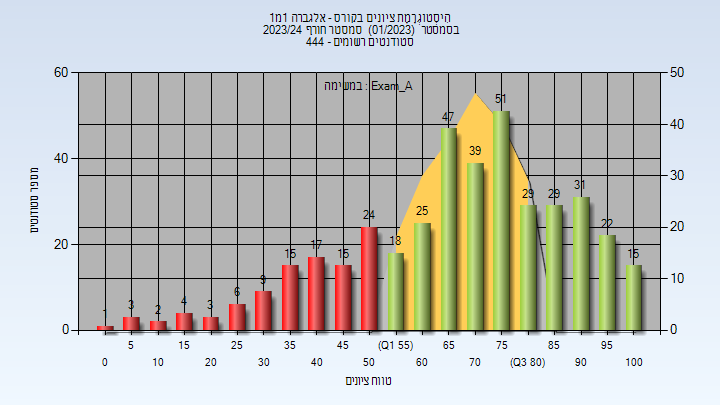 היסטוגרמת ציונים בקורס - אלגברה 1מ1
בסמסטר (01/2023) סמסטר חורף 2023/24
סטודנטים רשומים - 444
במשימה : Exam_A
מספר סטודנטים
60
40
20
0
50
40
30
20
10
0
1 3 2 4 3 6 9 15 17 15 24 18 25 47 39 51 29 29 31 22 15
5 15 25 35 45 (Q1 55) 65 75 85 95
0 10 20 30 40 50 60 70 (Q3 80) 90 100
טווח ציונים